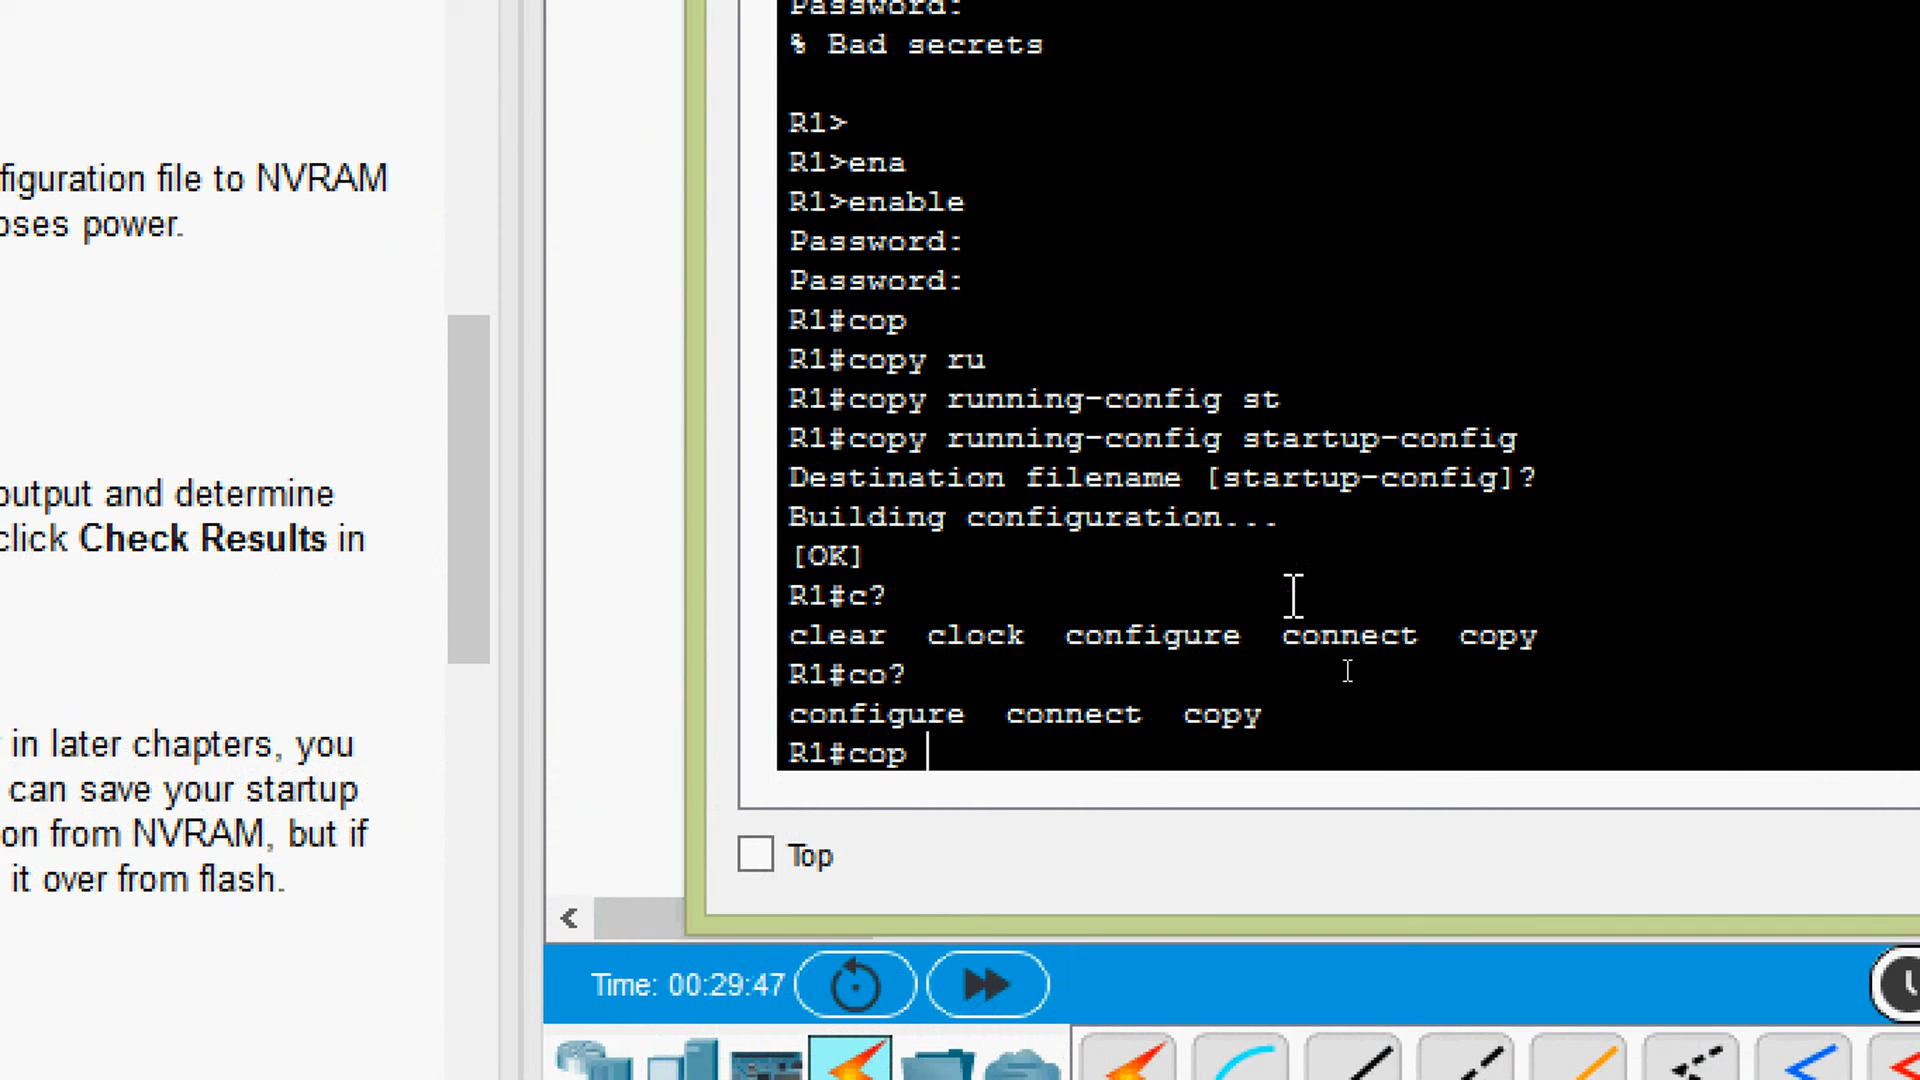 figuration file to NVRAM
oses power.
output and determine
click Check Results in
in later chapters, you
can save your startup
on from NVRAM, but if
it over from flash.
Password:
% Bad secrets
R1>
R1>ena
R1>enable
Password:
Password:
R1#cop
R1#copy ru
R1#copy running-config st
R1#copy running-config startup-config
Destination filename [startup-config]?
Building configuration...
[OK]
R1#c?
clear clock configure connect copy
R1#co?
configure connect copy
R1#cop
Top
Time: 00:29:47